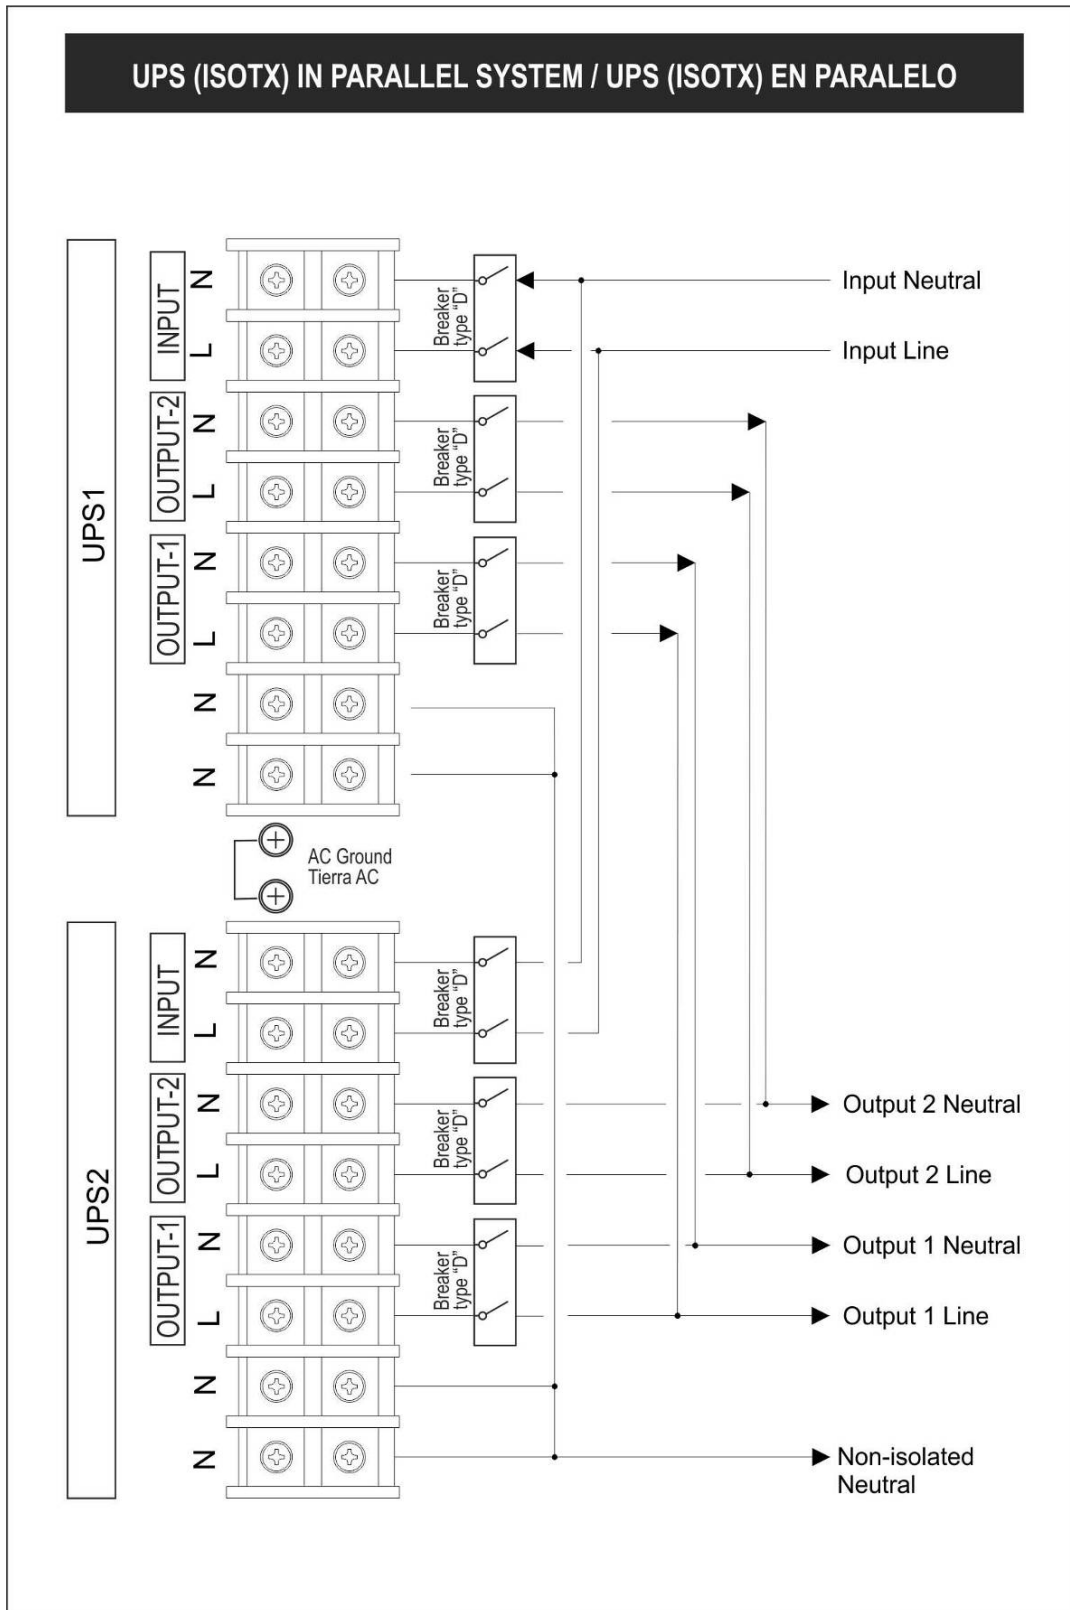 UPS (ISOTX) IN PARALLEL SYSTEM / UPS (ISOTX) EN PARALELO
UPS1
INPUT
N
L
Breaker
type “D”
Input Neutral
Input Line
OUTPUT-2
N
L
Breaker
type “D”
OUTPUT-1
N
L
Breaker
type “D”
N
N
AC Ground
Tierra AC
UPS2
INPUT
N
L
Breaker
type “D”
OUTPUT-2
N
L
Breaker
type “D”
Output 2 Neutral
Output 2 Line
OUTPUT-1
N
L
Breaker
type “D”
Output 1 Neutral
Output 1 Line
N
N
Non-isolated
Neutral